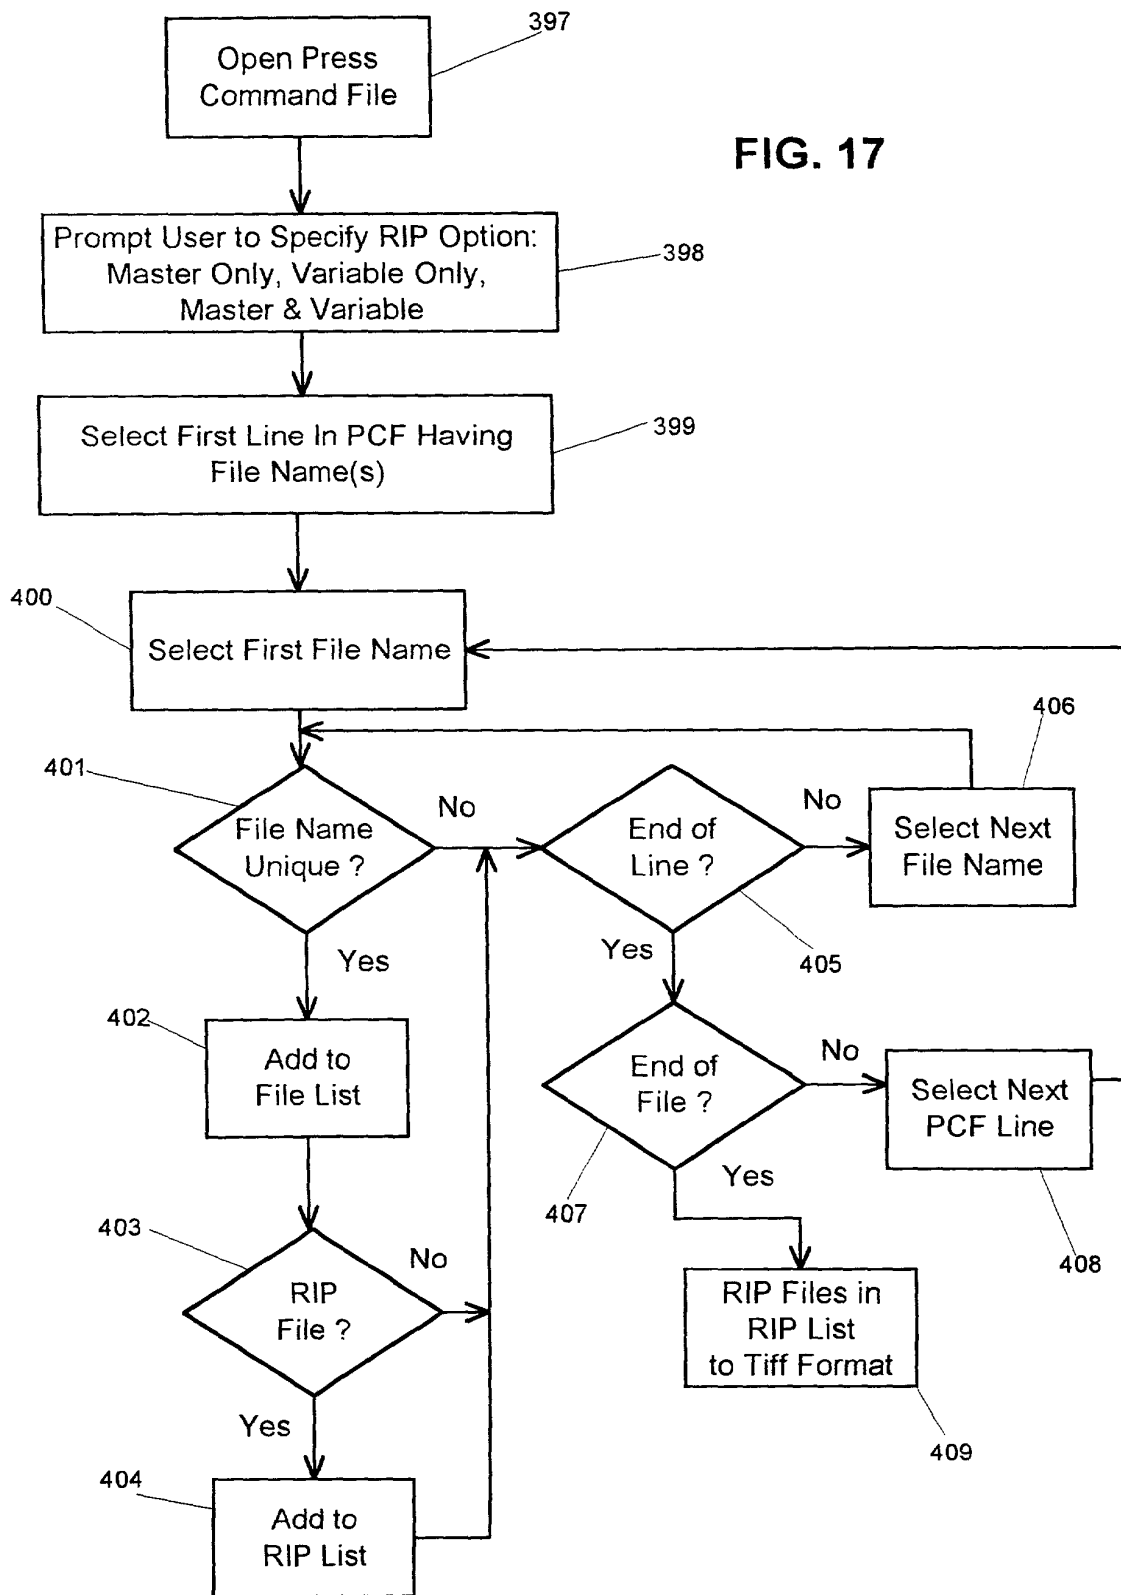 397
Open Press
Command File
FIG. 17
Prompt User to Specify RIP Option:
Master Only, Variable Only,
Master & Variable
398
Select First Line In PCF Having
File Name(s)
399
400
Select First File Name
406
401
File Name
Unique ?
No
End of
Line ?
No
Select Next
File Name
Yes
Yes
405
402
Add to
File List
End of
File ?
No
Select Next
PCF Line
Yes
403
407
408
RIP
File ?
No
RIP Files in
RIP List
to Tiff Format
Yes
409
404
Add to
RIP List